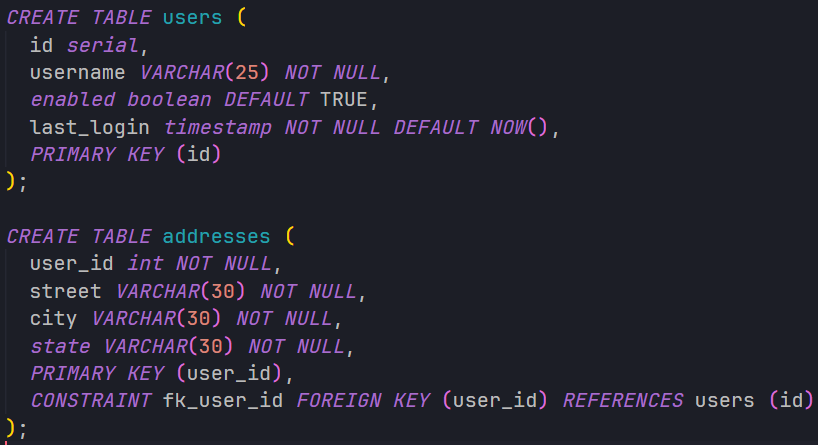 CREATE TABLE users (
id serial,
username VARCHAR(25) NOT NULL,
enabled boolean DEFAULT TRUE,
last_login timestamp NOT NULL DEFAULT NOW(),
PRIMARY KEY (id)
);
CREATE TABLE addresses (
user_id int NOT NULL,
street VARCHAR(30) NOT NULL,
city VARCHAR(30) NOT NULL,
state VARCHAR(30) NOT NULL,
PRIMARY KEY (user_id),
CONSTRAINT fk_user_id FOREIGN KEY (user_id) REFERENCES users (id)
);